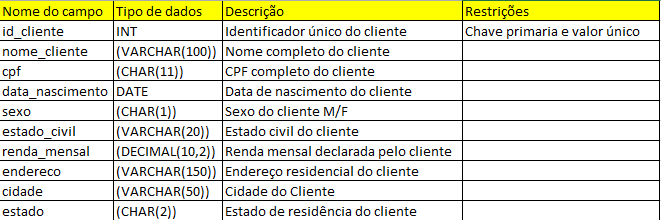 Nome do campo Tipo de dados Descrição Restrições
id_cliente INT Identificador único do cliente Chave primaria e valor único
nome_cliente (VARCHAR(100)) Nome completo do cliente
cpf (CHAR(11)) CPF completo do cliente
data_nascimento DATE Data de nascimento do cliente
sexo (CHAR(1)) Sexo do cliente M/F
estado_civil (VARCHAR(20)) Estado civil do cliente
renda_mensal (DECIMAL(10,2)) Renda mensal declarada pelo cliente
endereco (VARCHAR(150)) Endereço residencial do cliente
cidade (VARCHAR(50)) Cidade do Cliente
estado (CHAR(2)) Estado de residência do cliente